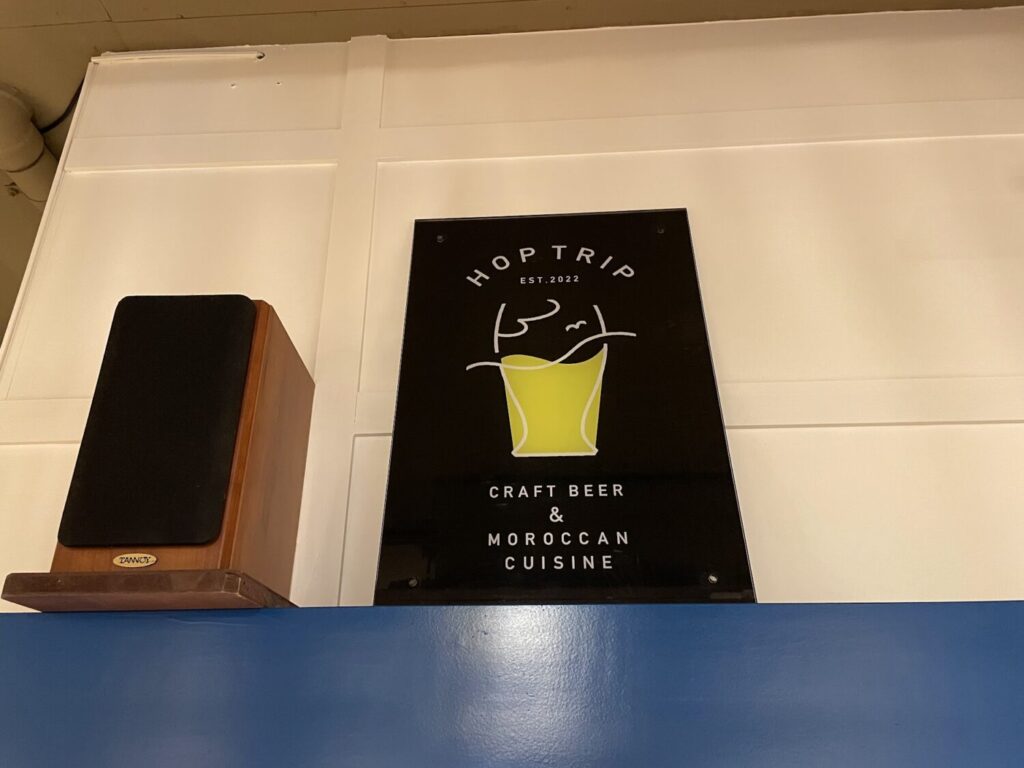 HOP TRIP
EST.2022
CRAFT BEER
&
MOROCCAN
CUISINE
TANNOY